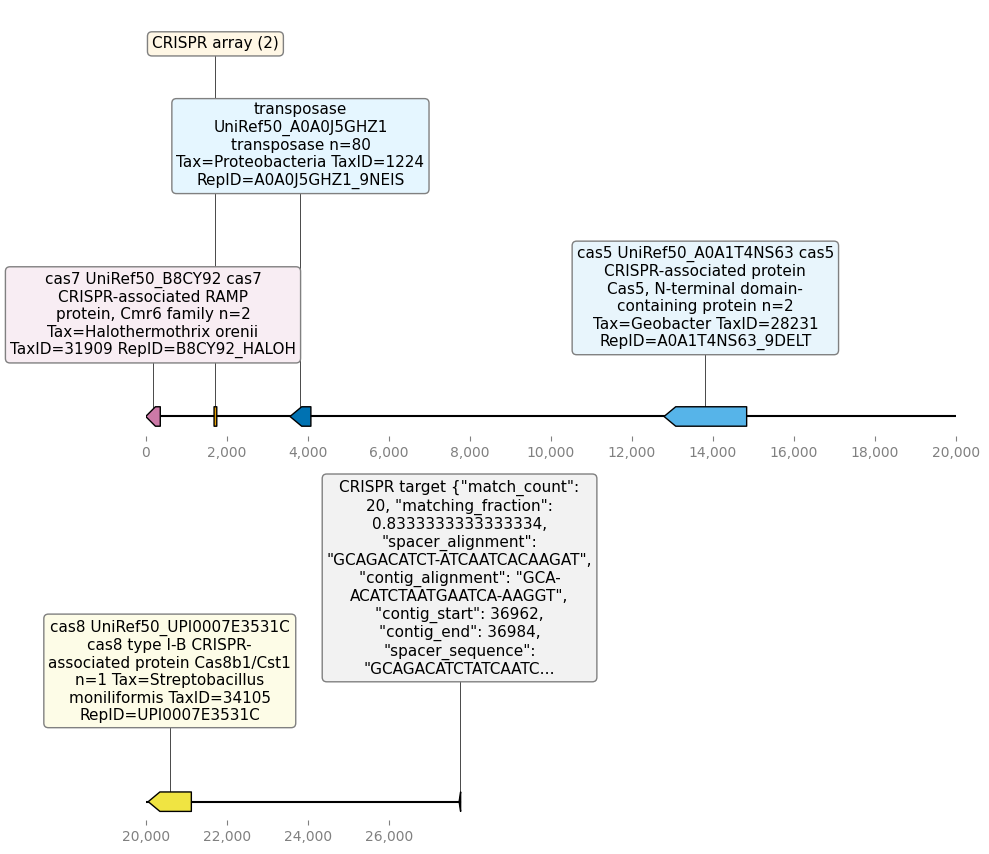 CRISPR array (2)
transposase
UniRef50_A0A0J5GHZ1
transposase n=80
Tax=Proteobacteria TaxID=1224
RepID=A0A0J5GHZ1_9NEIS
cas5 UniRef50_A0A1T4NS63 cas5
CRISPR-associated protein
Cas5, N-terminal domain-
containing protein n=2
Tax=Geobacter TaxID=28231
RepID=A0A1T4NS63_9DELT
cas7 UniRef50_B8CY92 cas7
CRISPR-associated RAMP
protein, Cmr6 family n=2
Tax=Halothermothrix orenii
TaxID=31909 RepID=B8CY92_HALOH
0 2,000 4,000 6,000 8,000 10,000 12,000 14,000 16,000 18,000 20,000
CRISPR target {"match_count":
20, "matching_fraction":
0.8333333333333334,
"spacer_alignment":
"GCAGACATCT-ATCAATCACAAGAT",
"contig_alignment": "GCA-
ACATCTAATGAATCA-AAGGT",
"contig_start": 36962,
"contig_end": 36984,
"spacer_sequence":
"GCAGACATCTATCAATC...
cas8 UniRef50_UPI0007E3531C
cas8 type I-B CRISPR-
associated protein Cas8b1/Cst1
n=1 Tax=Streptobacillus
moniliformis TaxID=34105
RepID=UPI0007E3531C
20,000 22,000 24,000 26,000